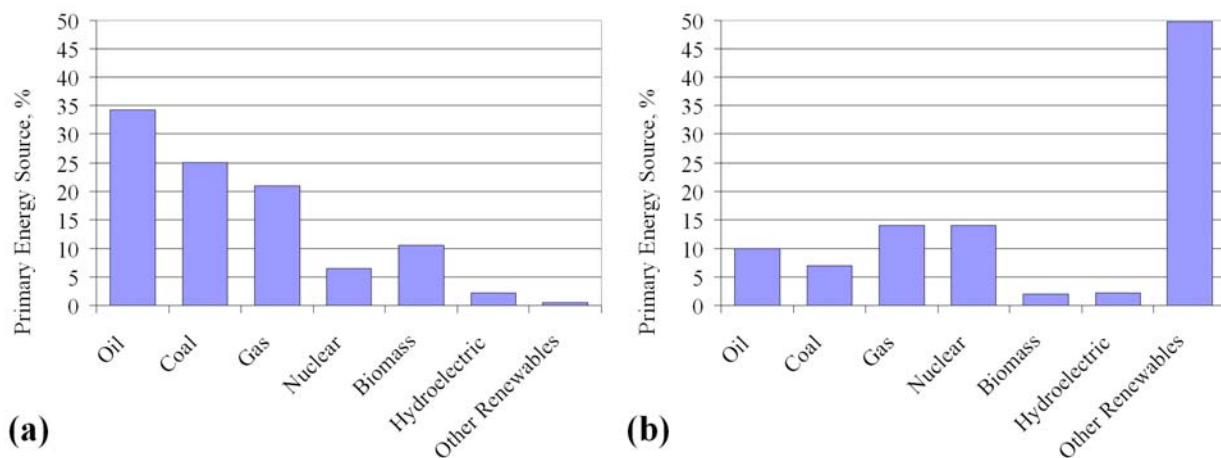 Primary Energy Source, %
50
45
40
35
30
25
20
15
10
5
0
Oil
Coal
Gas
Nuclear
Biomass
Hydroelectric
Other Renewables
(a)
Primary Energy Source, %
50
45
40
35
30
25
20
15
10
5
0
Oil
Coal
Gas
Nuclear
Biomass
Hydroelectric
Other Renewables
(b)